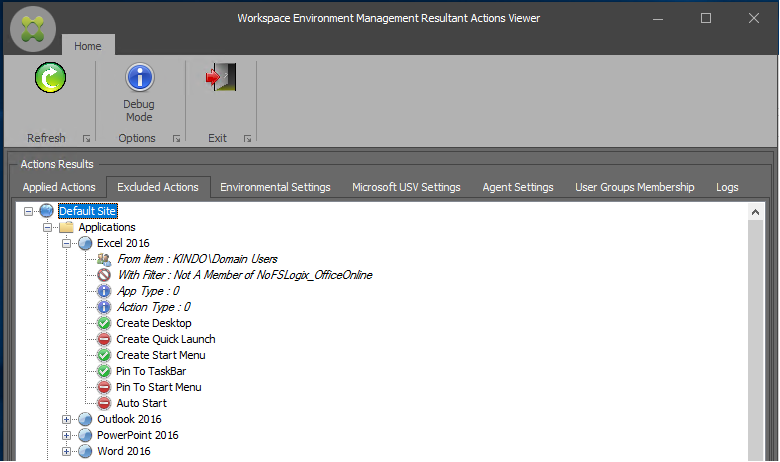 Workspace Environment Management Resultant Actions Viewer
Home
Debug
Mode
Refresh Options Exit
Actions Results
Applied Actions Excluded Actions Environmental Settings Microsoft USV Settings Agent Settings User Groups Membership Logs
Default Site
Applications
Excel 2016
From Item : KINDO\Domain Users
With Filter : Not A Member of NoFSLogix_OfficeOnline
App Type : 0
Action Type : 0
Create Desktop
Create Quick Launch
Create Start Menu
Pin To TaskBar
Pin To Start Menu
Auto Start
Outlook 2016
PowerPoint 2016
Word 2016